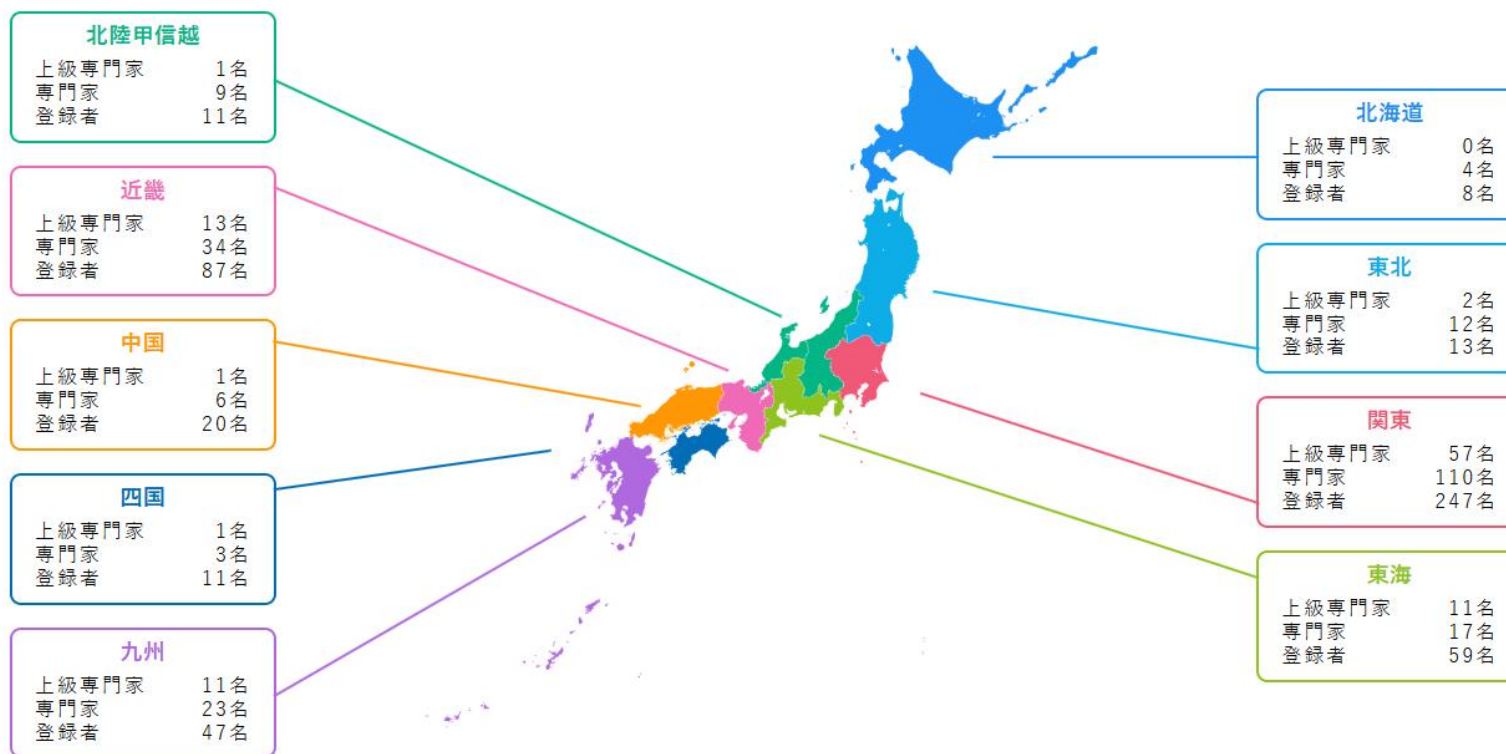 北陸甲信越
上級専門家 1名
専門家 9名
登録者 11名
近畿
上級専門家 13名
専門家 34名
登録者 87名
中国
上級専門家 1名
専門家 6名
登録者 20名
四国
上級専門家 1名
専門家 3名
登録者 11名
九州
上級専門家 11名
専門家 23名
登録者 47名
北海道
上級専門家 0名
専門家 4名
登録者 8名
東北
上級専門家 2名
専門家 12名
登録者 13名
関東
上級専門家 57名
専門家 110名
登録者 247名
東海
上級専門家 11名
専門家 17名
登録者 59名